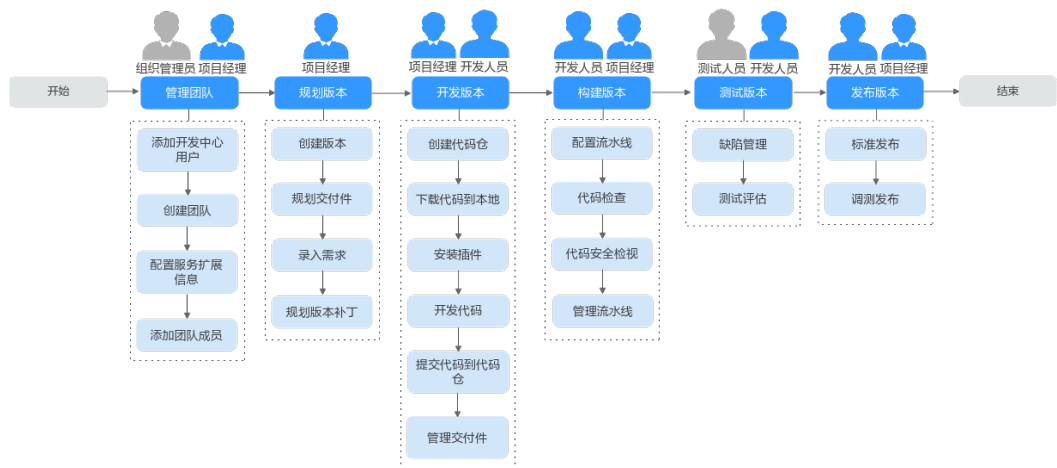 组织管理员 项目经理
项目经理
项目经理 开发人员
开发人员 项目经理
测试人员 开发人员
开发人员 项目经理
开始
管理团队
规划版本
开发版本
构建版本
测试版本
发布版本
结束
添加开发中心
用户
创建团队
配置服务扩展
信息
添加团队成员
创建版本
规划交付件
录入需求
规划版本补丁
创建代码仓
下载代码到本地
安装插件
开发代码
提交代码到代码
仓
管理交付件
配置流水线
代码检查
代码安全检视
管理流水线
缺陷管理
测试评估
标准发布
调测发布